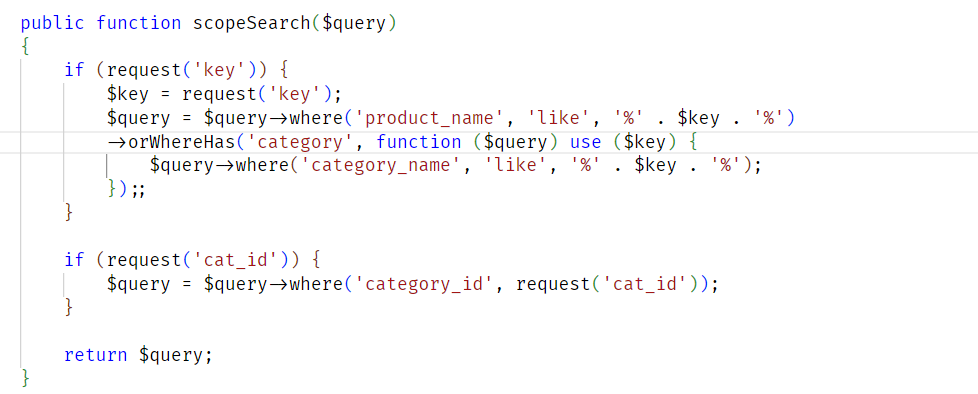 public function scopeSearch($query)
{
    if (request('key')) {
        $key = request('key');
        $query = $query->where('product_name', 'like', '%' . $key . '%')
        ->orWhereHas('category', function ($query) use ($key) {
            $query->where('category_name', 'like', '%' . $key . '%');
        });;
    }

    if (request('cat_id')) {
        $query = $query->where('category_id', request('cat_id'));
    }

    return $query;
}